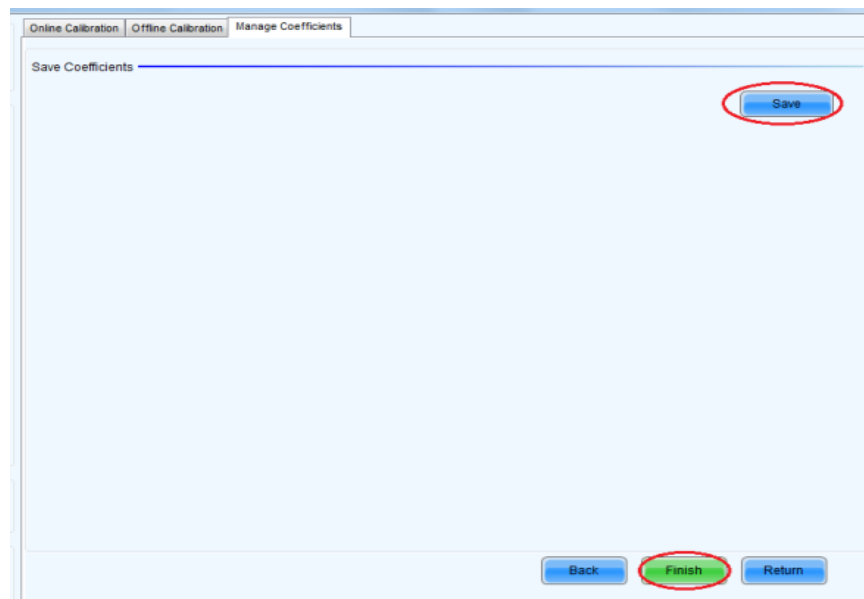 Online Calibration Offline Calibration Manage Coefficients
Save Coefficients
Save
Back Finish Return